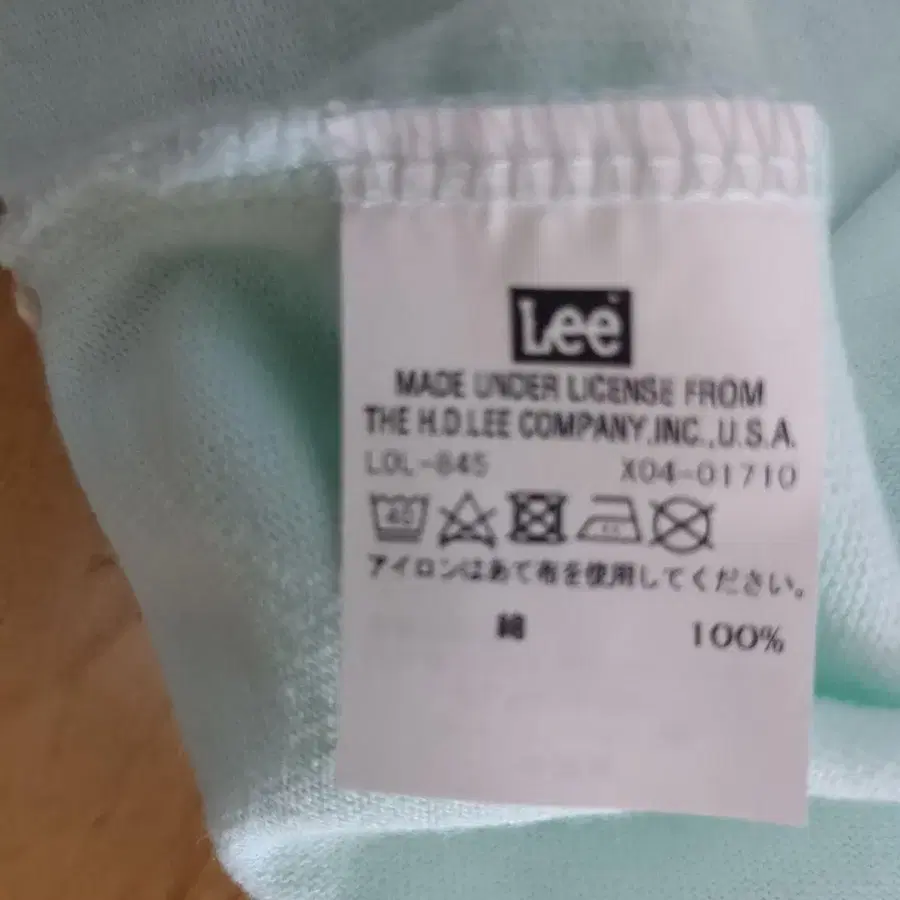 Lee
MADE UNDER LICENSE FROM
THE H.D.LEE COMPANY,INC.,U.S.A.
LOL-845 X04-01710
40
アイロンはあて布を使用してください。
綿 100%